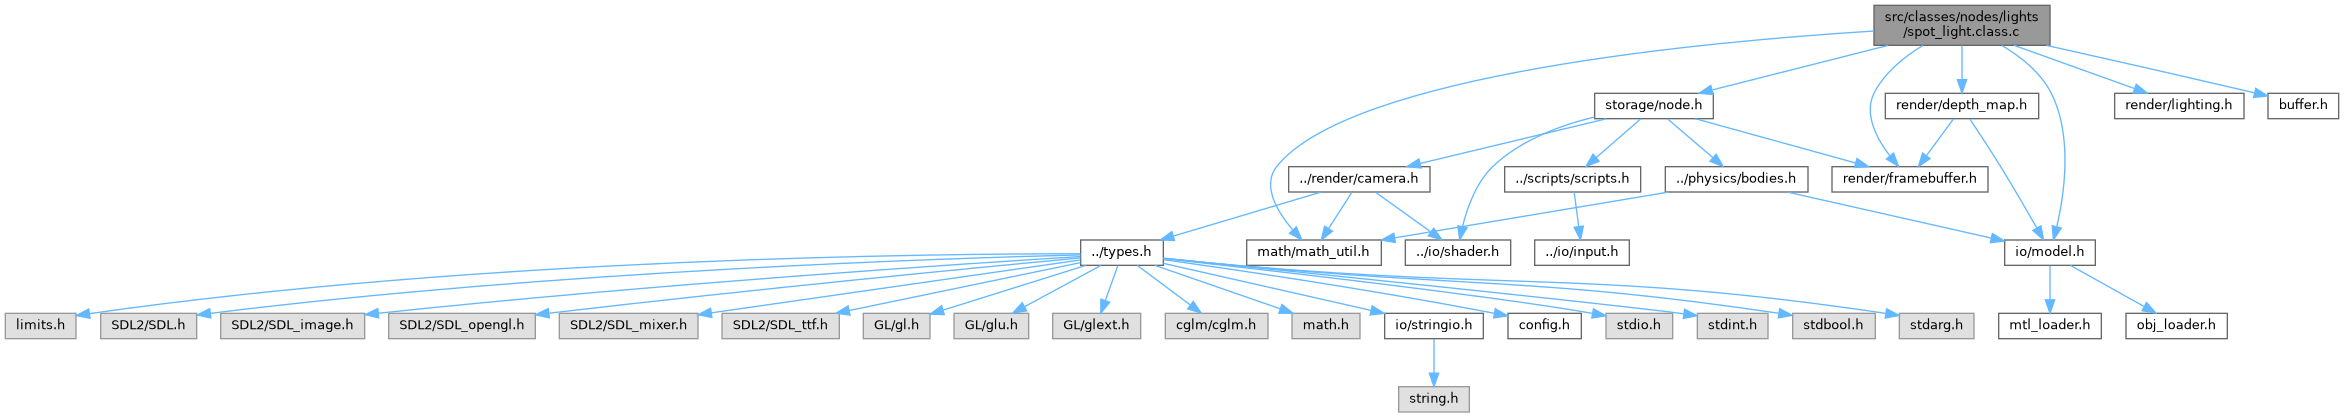 src/classes/nodes/lights
/spot_light.class.c
storage/node.h
render/depth_map.h
render/lighting.h
buffer.h
../render/camera.h
../scripts/scripts.h
../physics/bodies.h
render/framebuffer.h
../types.h
math/math_util.h
../io/shader.h
../io/input.h
io/model.h
limits.h
SDL2/SDL.h
SDL2/SDL_image.h
SDL2/SDL_opengl.h
SDL2/SDL_mixer.h
SDL2/SDL_ttf.h
GL/gl.h
GL/glu.h
GL/glext.h
cglm/cglm.h
math.h
io/stringio.h
config.h
stdio.h
stdint.h
stdbool.h
stdarg.h
mtl_loader.h
obj_loader.h
string.h